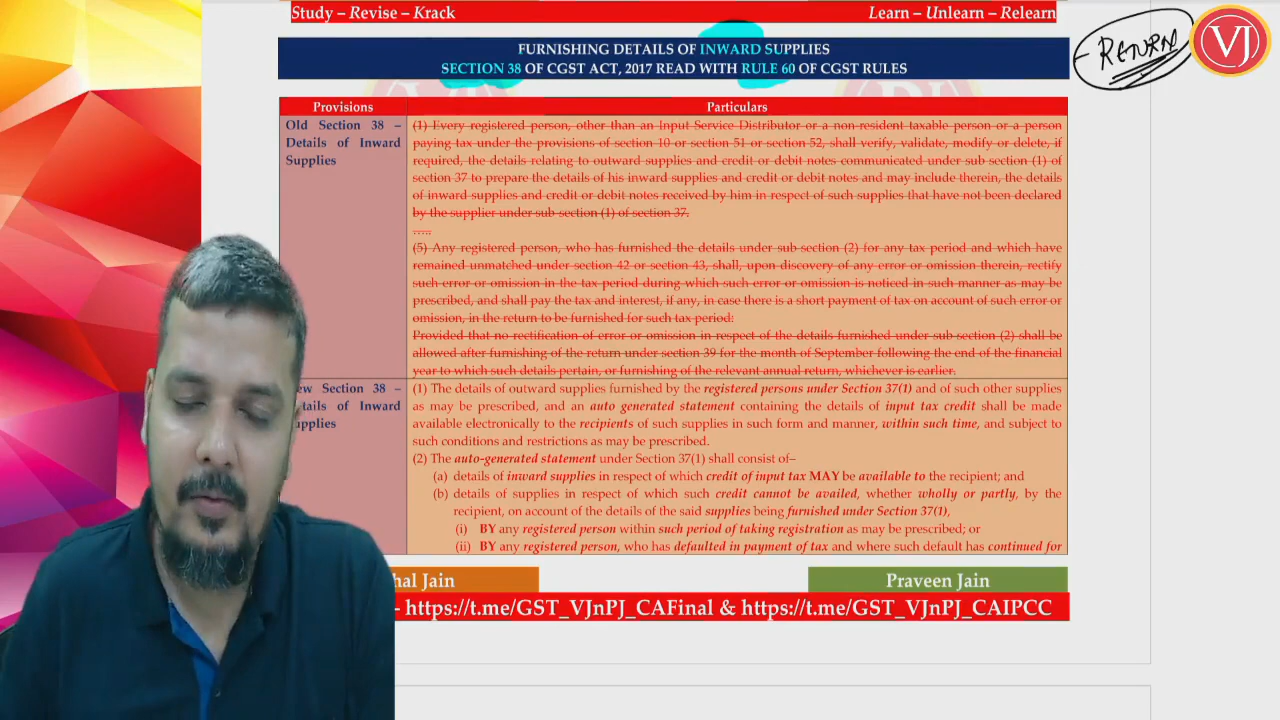 Study – Revise – Krack
Learn – Unlearn – Relearn
RETURN
VJ
FURNISHING DETAILS OF INWARD SUPPLIES
SECTION 38 OF CGST ACT, 2017 READ WITH RULE 60 OF CGST RULES
Provisions
Particulars
Old Section 38 –
Details of Inward
Supplies
(1) Every registered person, other than an Input Service Distributor or a non-resident taxable person or a person
paying tax under the provisions of section 10 or section 51 or section 52, shall verify, validate, modify or delete, if
required, the details relating to outward supplies and credit or debit notes communicated under sub section (1) of
section 37 to prepare the details of his inward supplies and credit or debit notes and may include therein, the details
of inward supplies and credit or debit notes received by him in respect of such supplies that have not been declared
by the supplier under sub-section (1) of section 37.
…..
(5) Any registered person, who has furnished the details under sub-section (2) for any tax period and which have
remained unmatched under section 42 or section 43, shall, upon discovery of any error or omission therein, rectify
such error or omission in the tax period during which such error or omission is noticed in such manner as may be
prescribed, and shall pay the tax and interest, if any, in case there is a short payment of tax on account of such error or
omission, in the return to be furnished for such tax period:
Provided that no rectification of error or omission in respect of the details furnished under sub-section (2) shall be
allowed after furnishing of the return under section 39 for the month of September following the end of the financial
year to which such details pertain, or furnishing of the relevant annual return, whichever is earlier.
Section 38 –
of Inward
(1) The details of outward supplies furnished by the registered persons under Section 37(1) and of such other supplies
as may be prescribed, and an auto generated statement containing the details of input tax credit shall be made
available electronically to the recipients of such supplies in such form and manner, within such time, and subject to
such conditions and restrictions as may be prescribed.
(2) The auto-generated statement under Section 37(1) shall consist of–
(a) details of inward supplies in respect of which credit of input tax MAY be available to the recipient; and
(b) details of supplies in respect of which such credit cannot be availed, whether wholly or partly, by the
recipient, on account of the details of the said supplies being furnished under Section 37(1),
(i) BY any registered person within such period of taking registration as may be prescribed; or
(ii) BY any registered person, who has defaulted in payment of tax and where such default has continued for
Jain
Praveen Jain
– https://t.me/GST_VJnPJ_CAFinal & https://t.me/GST_VJnPJ_CAIPCC